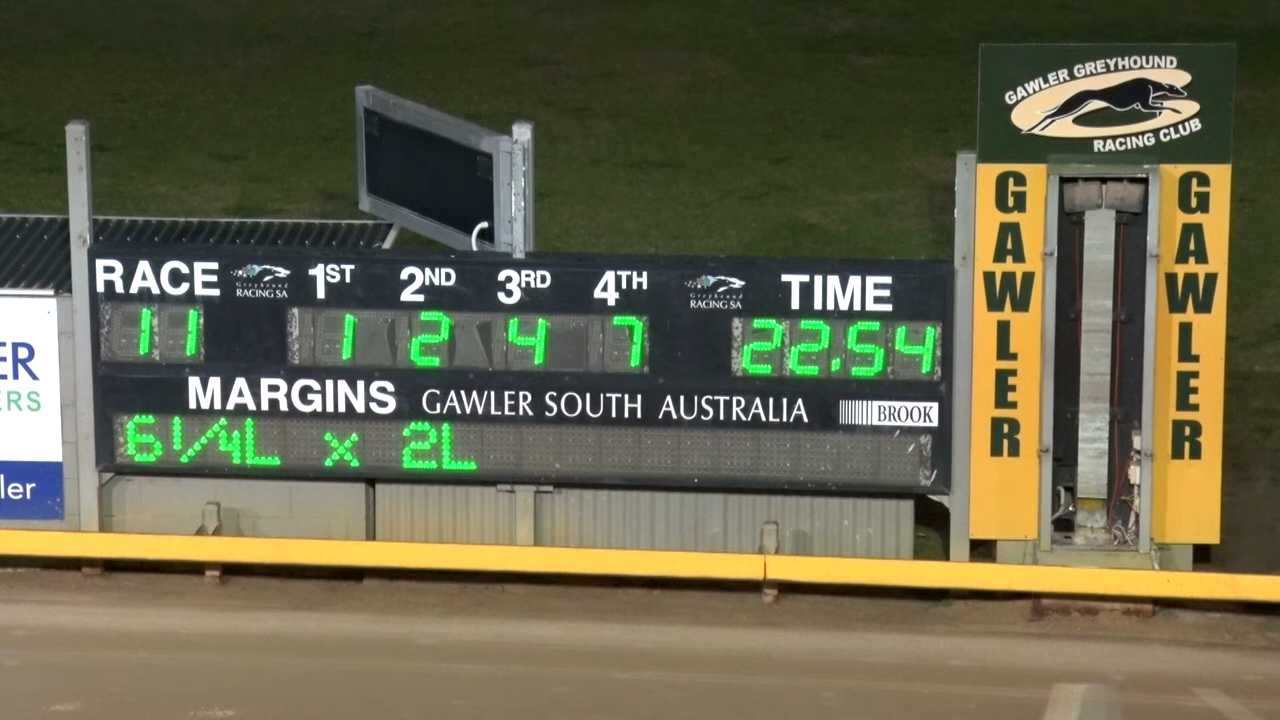 GAWLER GREYHOUND
RACING CLUB
GAWLER
GAWLER
RACE
Greyhound
RACING SA
1ST
2ND
3RD
4TH
Greyhound
RACING SA
TIME
11
1
2
4
7
22.54
MARGINS
GAWLER SOUTH AUSTRALIA
BROOK
6 1/4L x 2L
ER
ERS
ler